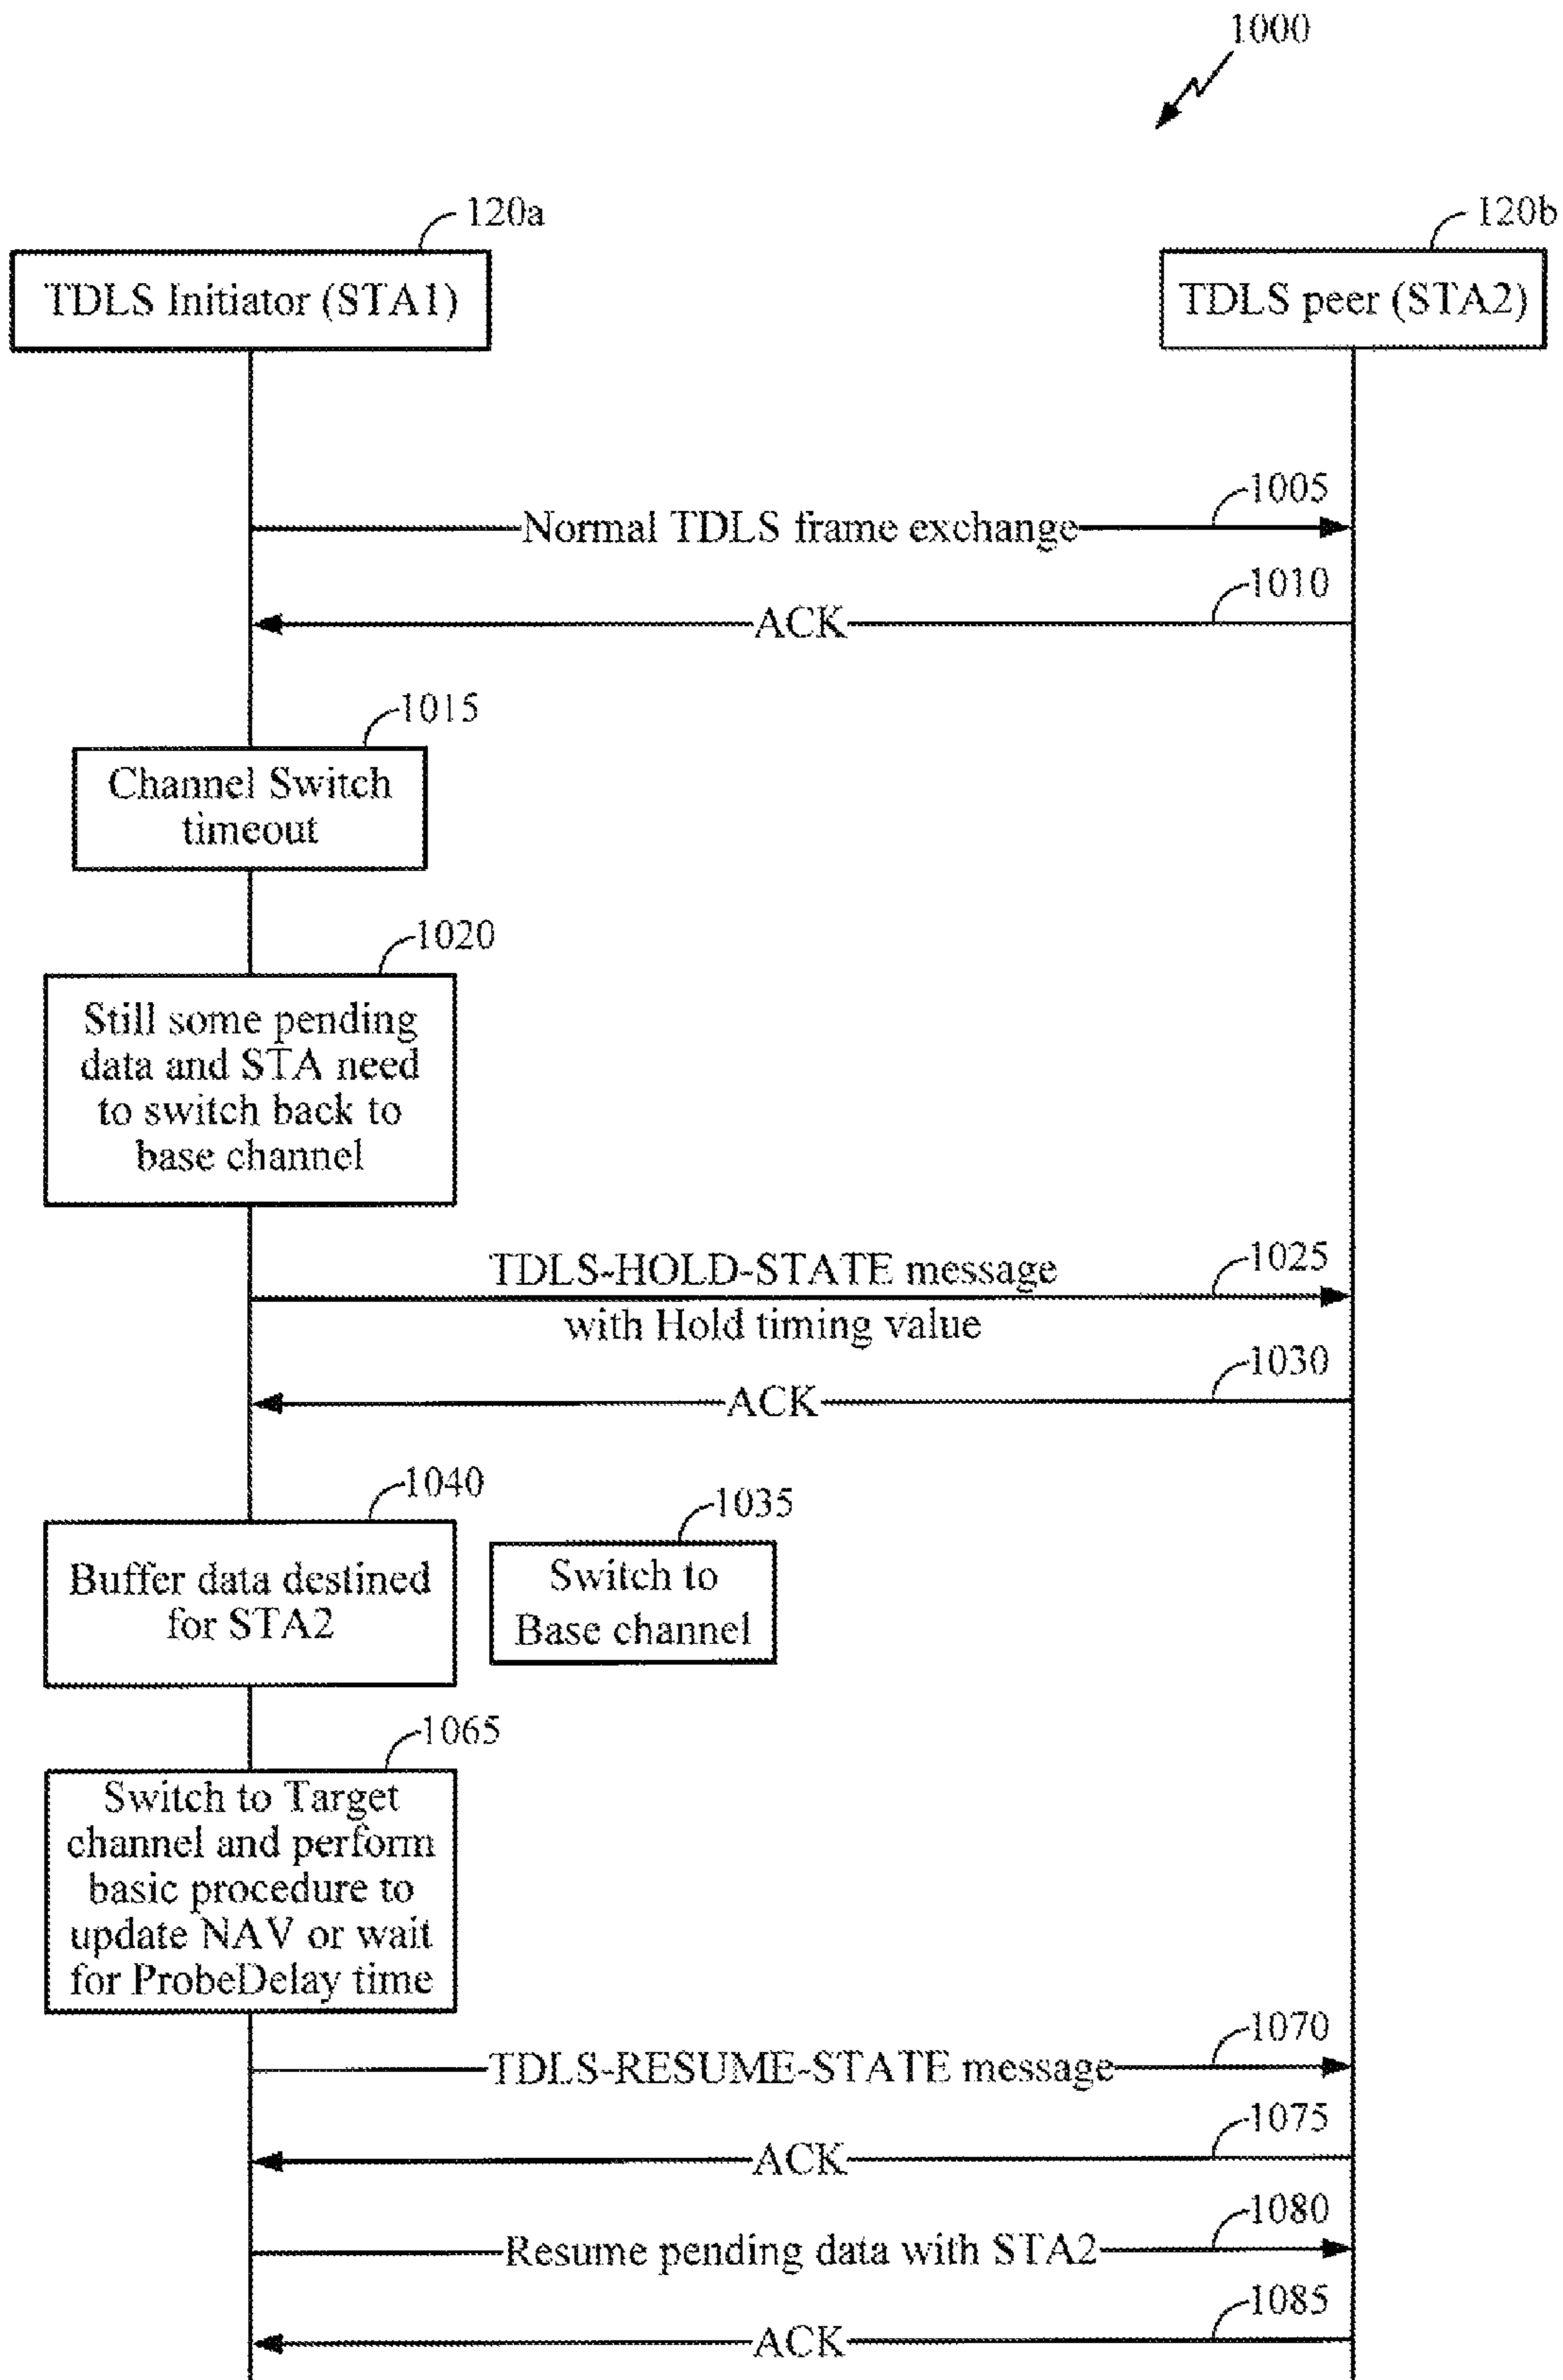 1000
120a
120b
TDLS Initiator (STA1)
TDLS peer (STA2)
1005
Normal TDLS frame exchange
1010
ACK
1015
Channel Switch
timeout
1020
Still some pending
data and STA need
to switch back to
base channel
TDLS-HOLD-STATE message
1025
with Hold timing value
1030
ACK
1040
Buffer data destined
for STA2
1035
Switch to
Base channel
1065
Switch to Target
channel and perform
basic procedure to
update NAV or wait
for ProbeDelay time
1070
TDLS-RESUME-STATE message
1075
ACK
1080
Resume pending data with STA2
1085
ACK